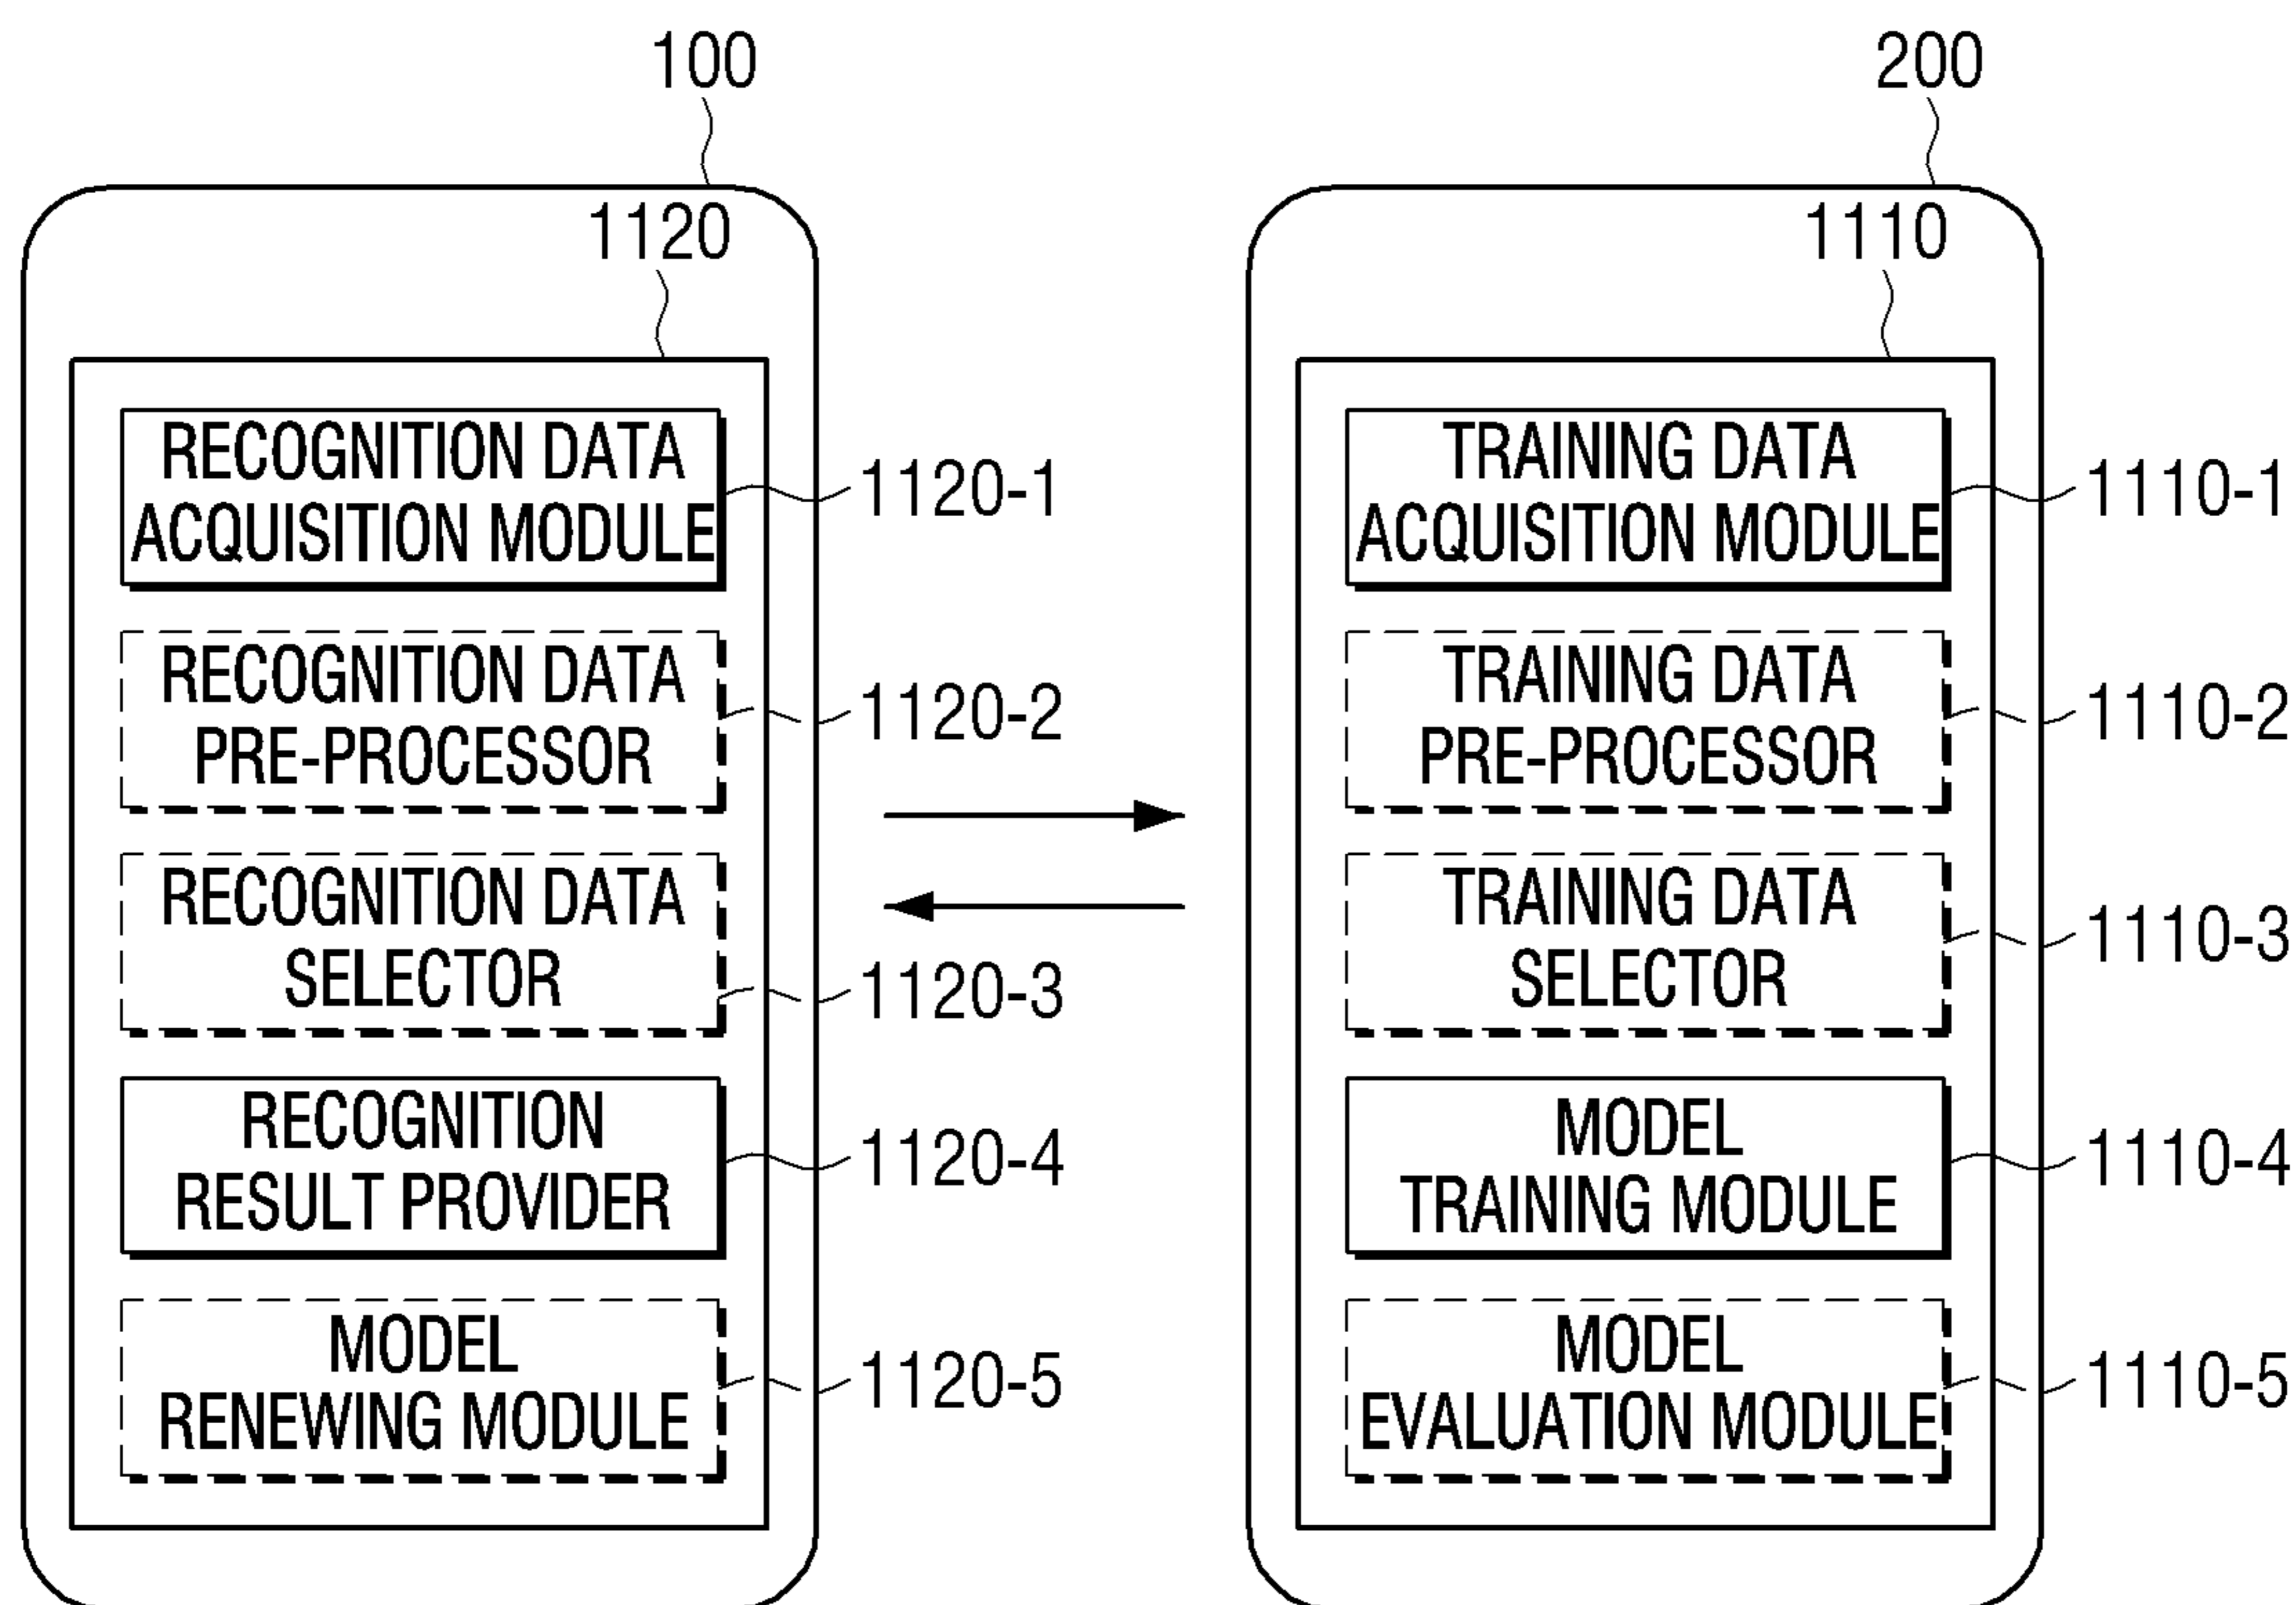 100
1120
RECOGNITION DATA
ACQUISITION MODULE
1120-1
RECOGNITION DATA
PRE-PROCESSOR
1120-2
RECOGNITION DATA
SELECTOR
1120-3
RECOGNITION
RESULT PROVIDER
1120-4
MODEL
RENEWING MODULE
1120-5
200
1110
TRAINING DATA
ACQUISITION MODULE
1110-1
TRAINING DATA
PRE-PROCESSOR
1110-2
TRAINING DATA
SELECTOR
1110-3
MODEL
TRAINING MODULE
1110-4
MODEL
EVALUATION MODULE
1110-5